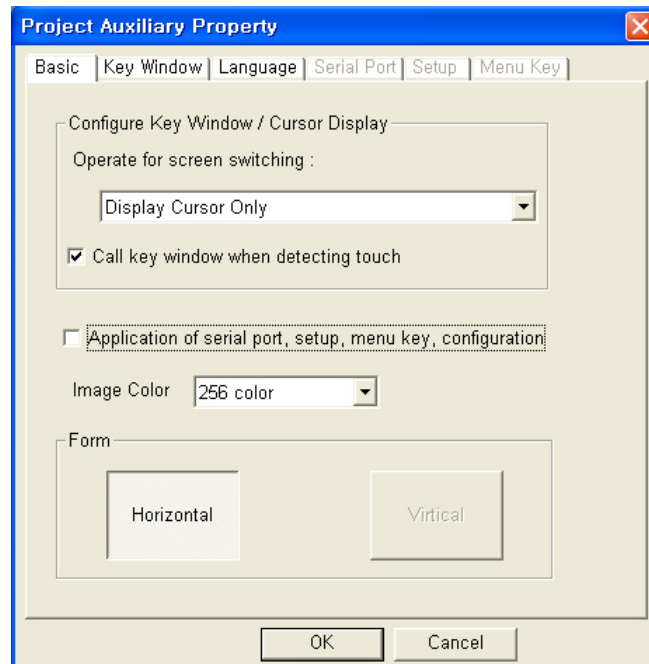 Project Auxiliary Property
Basic Key Window Language Serial Port Setup Menu Key
Configure Key Window / Cursor Display
Operate for screen switching :
Display Cursor Only
Call key window when detecting touch
Application of serial port, setup, menu key, configuration
Image Color 256 color
Form
Horizontal Virtical
OK Cancel